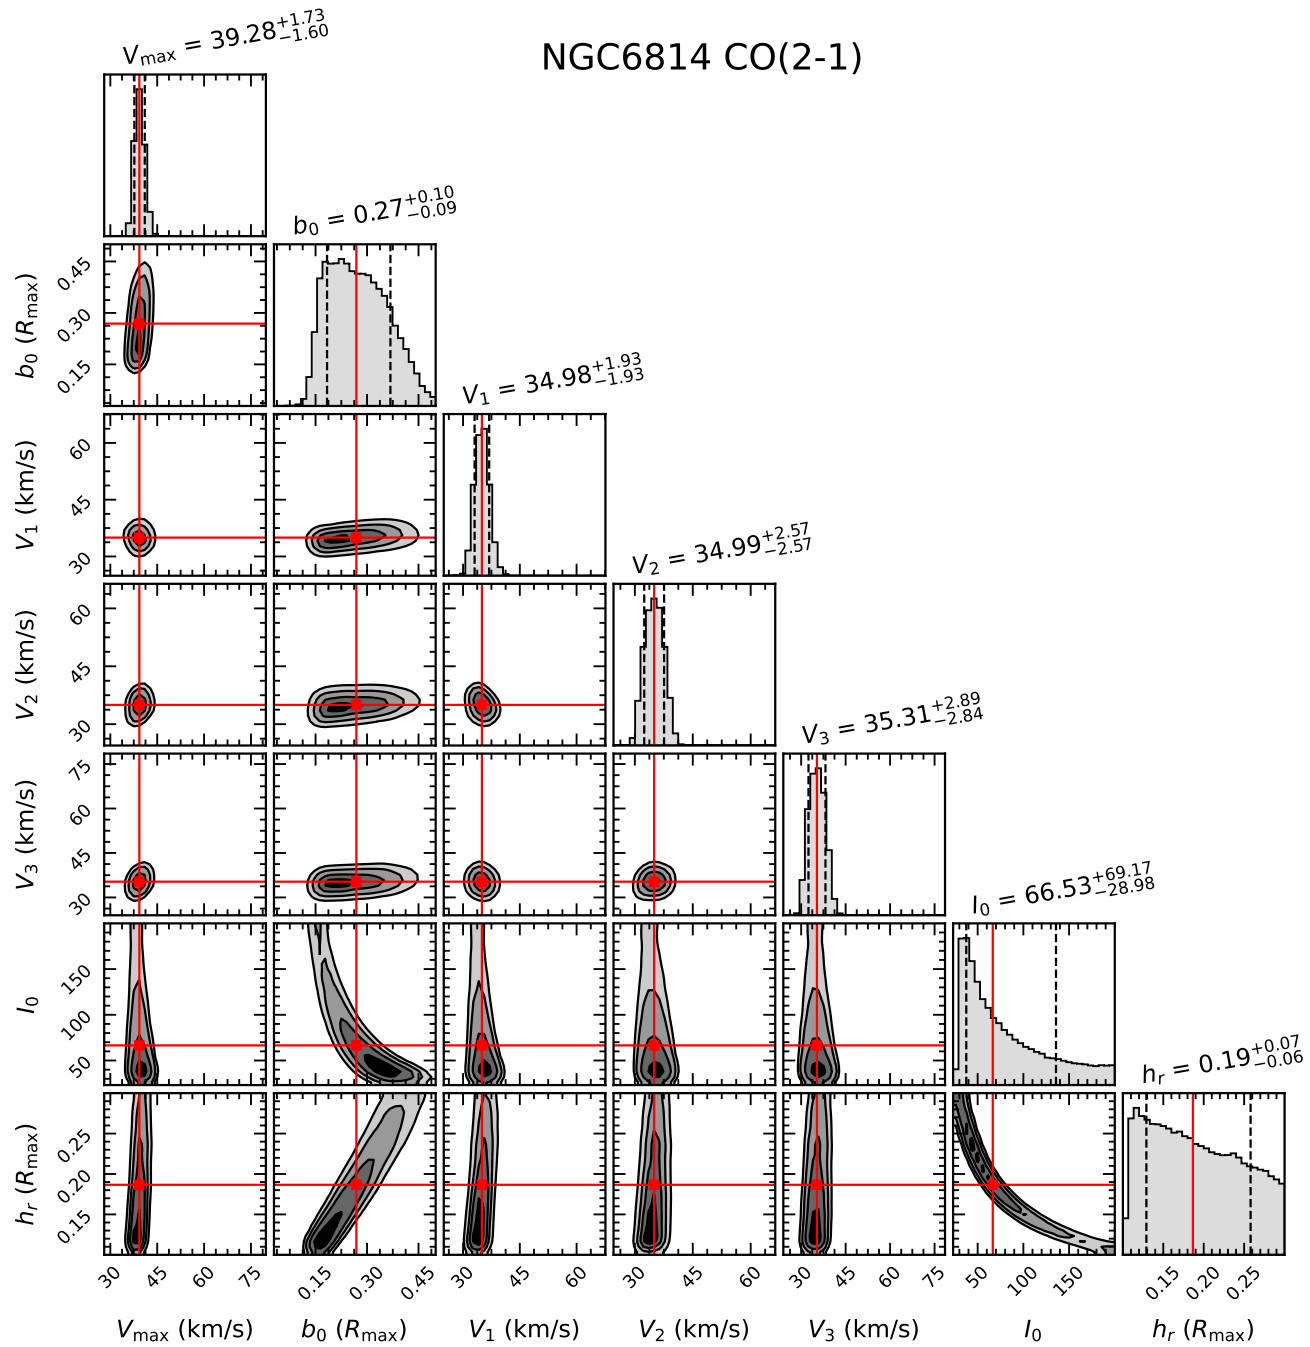 NGC6814 CO(2-1)
V_max = 39.28^{+1.73}_{−1.60}
b_0 = 0.27^{+0.10}_{−0.09}
V_1 = 34.98^{+1.93}_{−1.93}
V_2 = 34.99^{+2.57}_{−2.57}
V_3 = 35.31^{+2.89}_{−2.84}
I_0 = 66.53^{+69.17}_{−28.98}
h_r = 0.19^{+0.07}_{−0.06}
b_0 (R_max)
0.45
0.30
0.15
V_1 (km/s)
60
45
30
V_2 (km/s)
60
45
30
V_3 (km/s)
75
60
45
30
I_0
150
100
50
h_r (R_max)
0.25
0.20
0.15
30 45 60 75
0.15 0.30 0.45
30 45 60
30 45 60
30 45 60 75
50 100 150
0.15 0.20 0.25
V_max (km/s)
b_0 (R_max)
V_1 (km/s)
V_2 (km/s)
V_3 (km/s)
I_0
h_r (R_max)